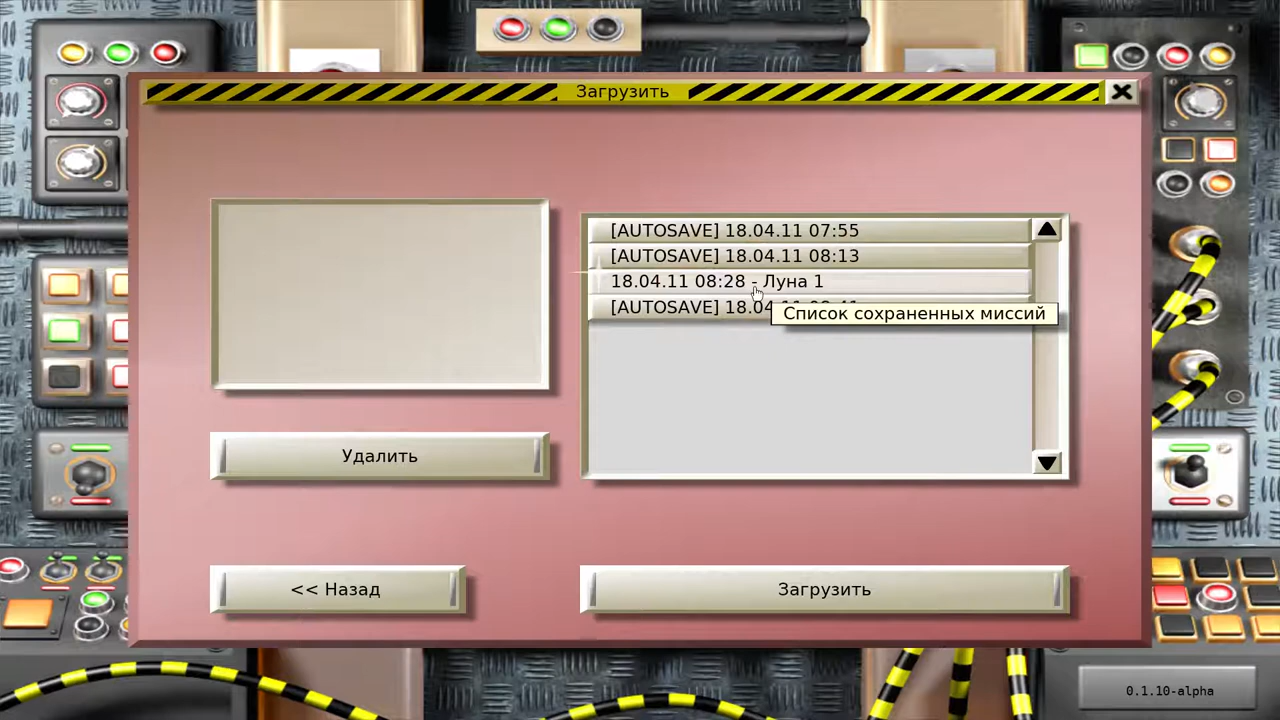 Загрузить
[AUTOSAVE] 18.04.11 07:55
[AUTOSAVE] 18.04.11 08:13
18.04.11 08:28 - Луна 1
[AUTOSAVE] 18.04
Список сохраненных миссий
Удалить
<< Назад
Загрузить
0.1.10-alpha